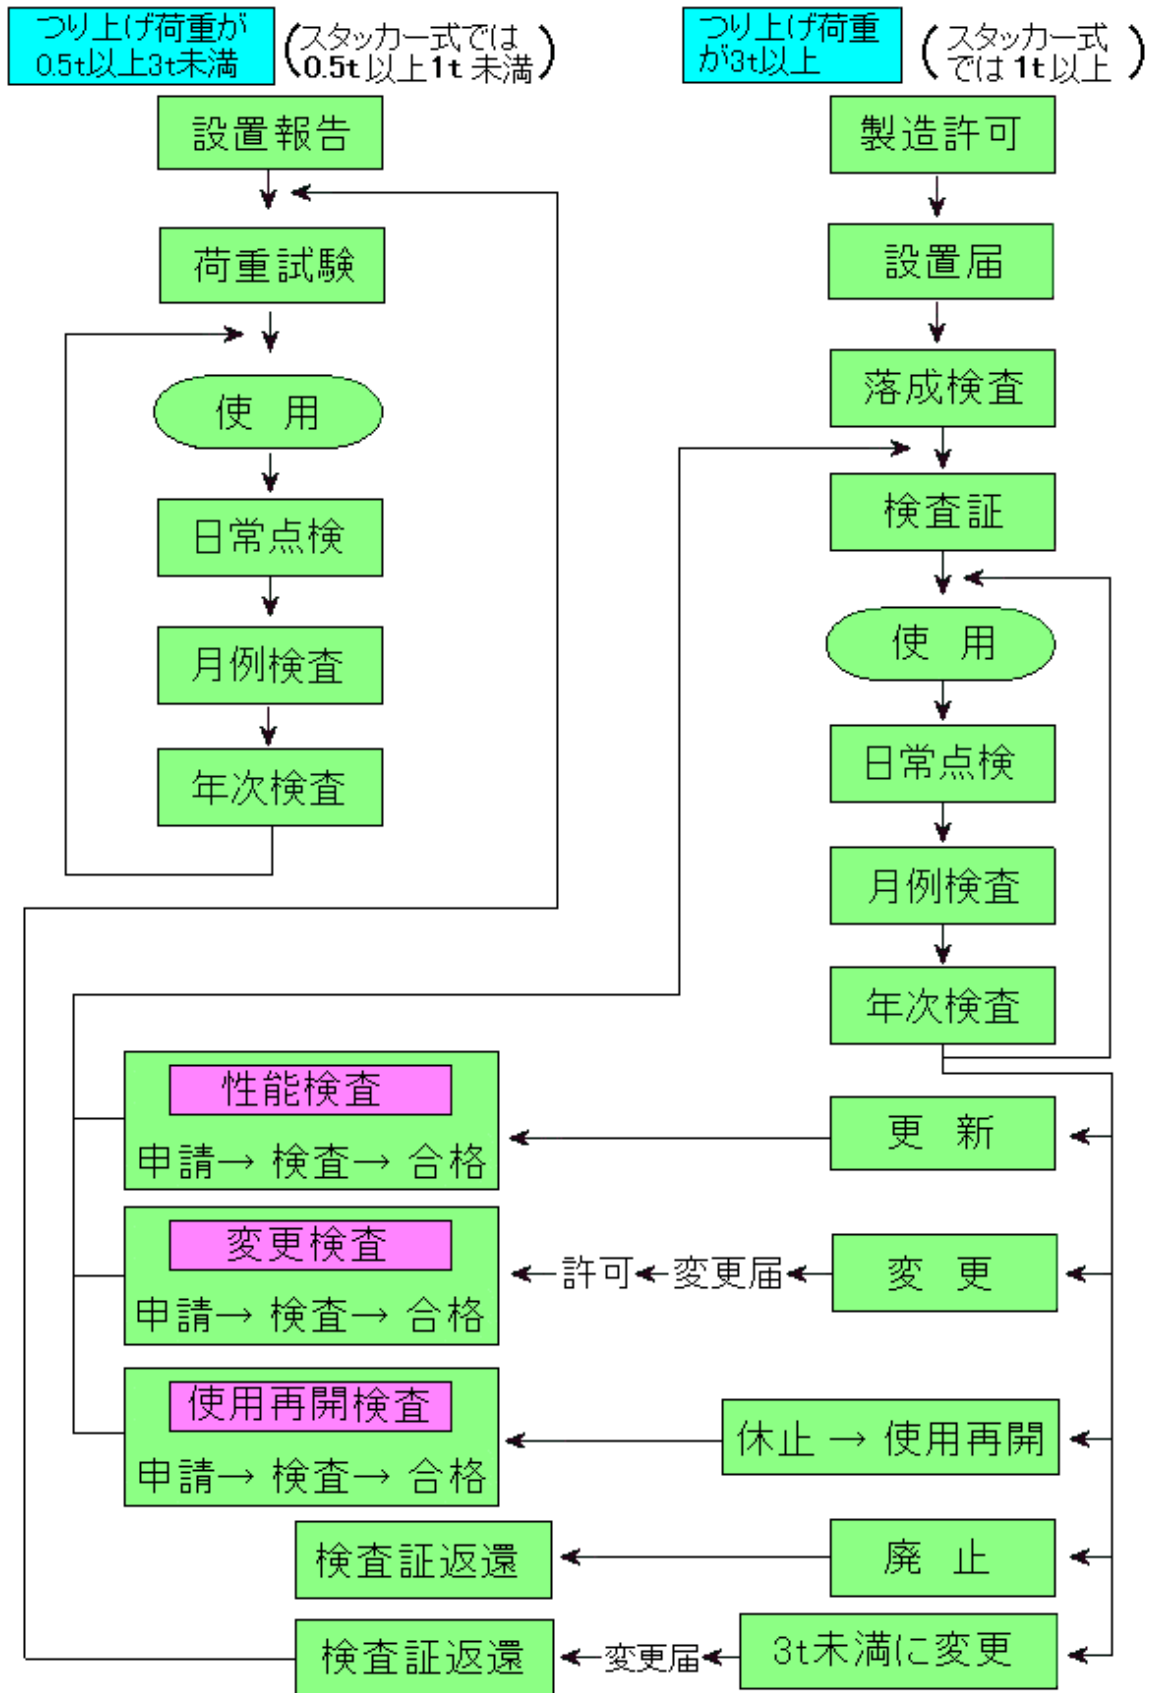 つり上げ荷重が
0.5t以上3t未満
(スタッカー式では
0.5t以上1t未満)
設置報告
荷重試験
使 用
日常点検
月例検査
年次検査
つり上げ荷重
が3t以上
(スタッカー式
では1t以上)
製造許可
設置届
落成検査
検査証
使 用
日常点検
月例検査
年次検査
性能検査
申請→ 検査→ 合格
更 新
変更検査
申請→ 検査→ 合格
許可
変更届
変 更
使用再開検査
申請→ 検査→ 合格
休止 → 使用再開
検査証返還
廃 止
検査証返還
変更届
3t未満に変更